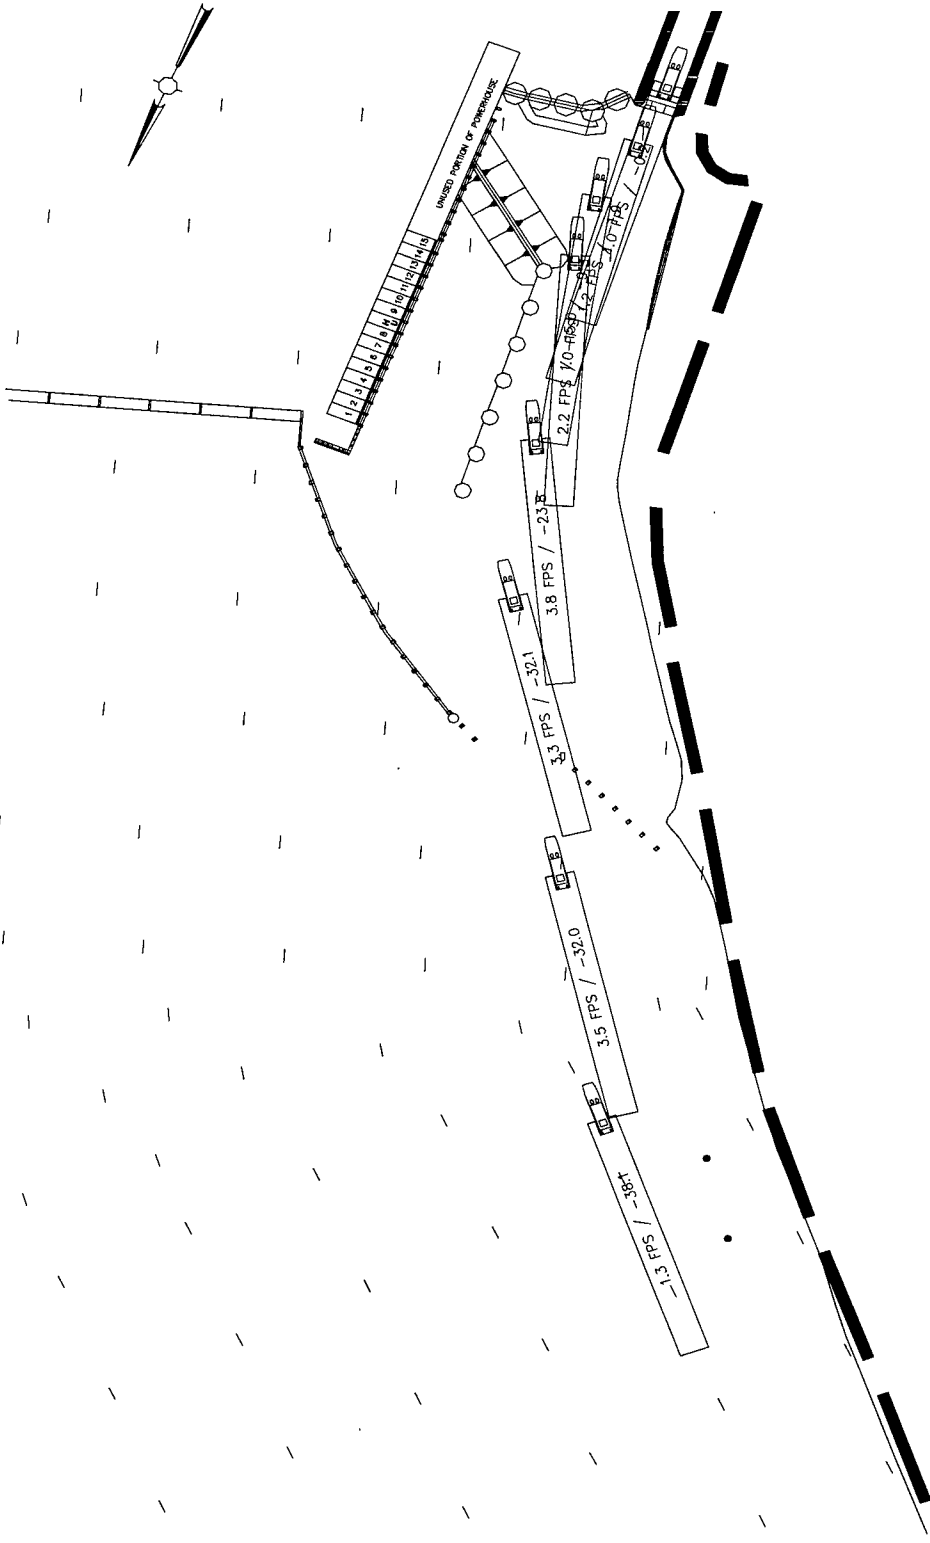 UNUSED PORTION OF POWERHOUSE
1 2 3 4 5 6 7 8 9 10 11 12 13 14 15
2.2 FPS
3.8 FPS / -23.8
3.3 FPS / -32.1
3.5 FPS / -32.0
1.3 FPS / -38.4